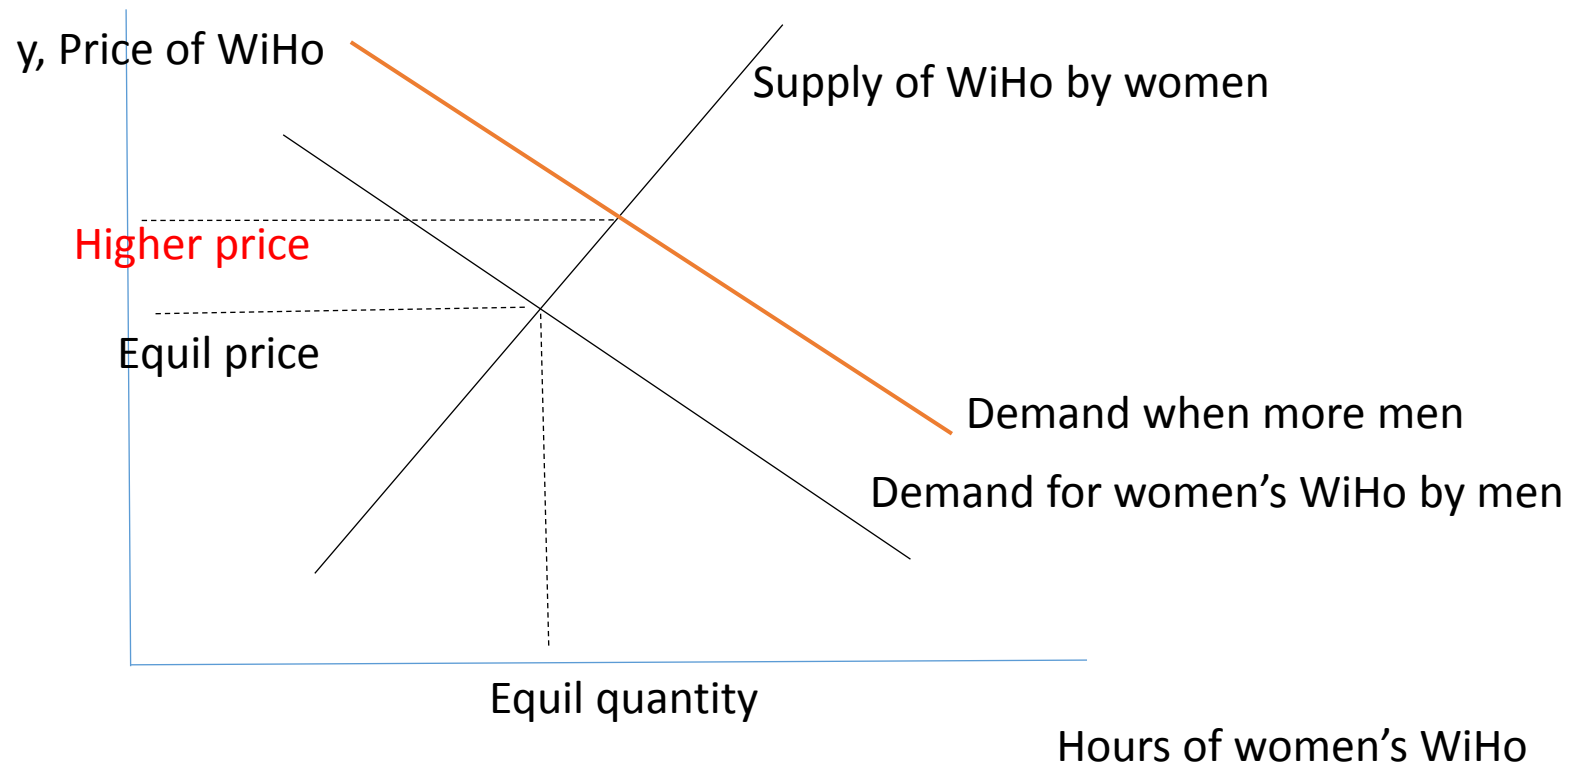 y, Price of WiHo
Supply of WiHo by women
Higher price
Equil price
Demand when more men
Demand for women’s WiHo by men
Equil quantity
Hours of women’s WiHo